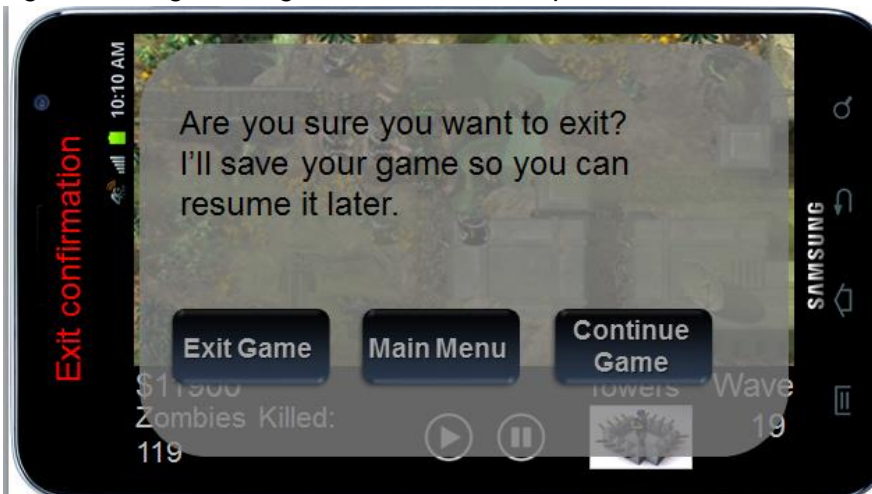 Exit confirmation
10:10 AM
Are you sure you want to exit?
I'll save your game so you can
resume it later.
Exit Game
Main Menu
Continue
Game
$11900
Towers
Wave
Zombies Killed:
19
119
SAMSUNG